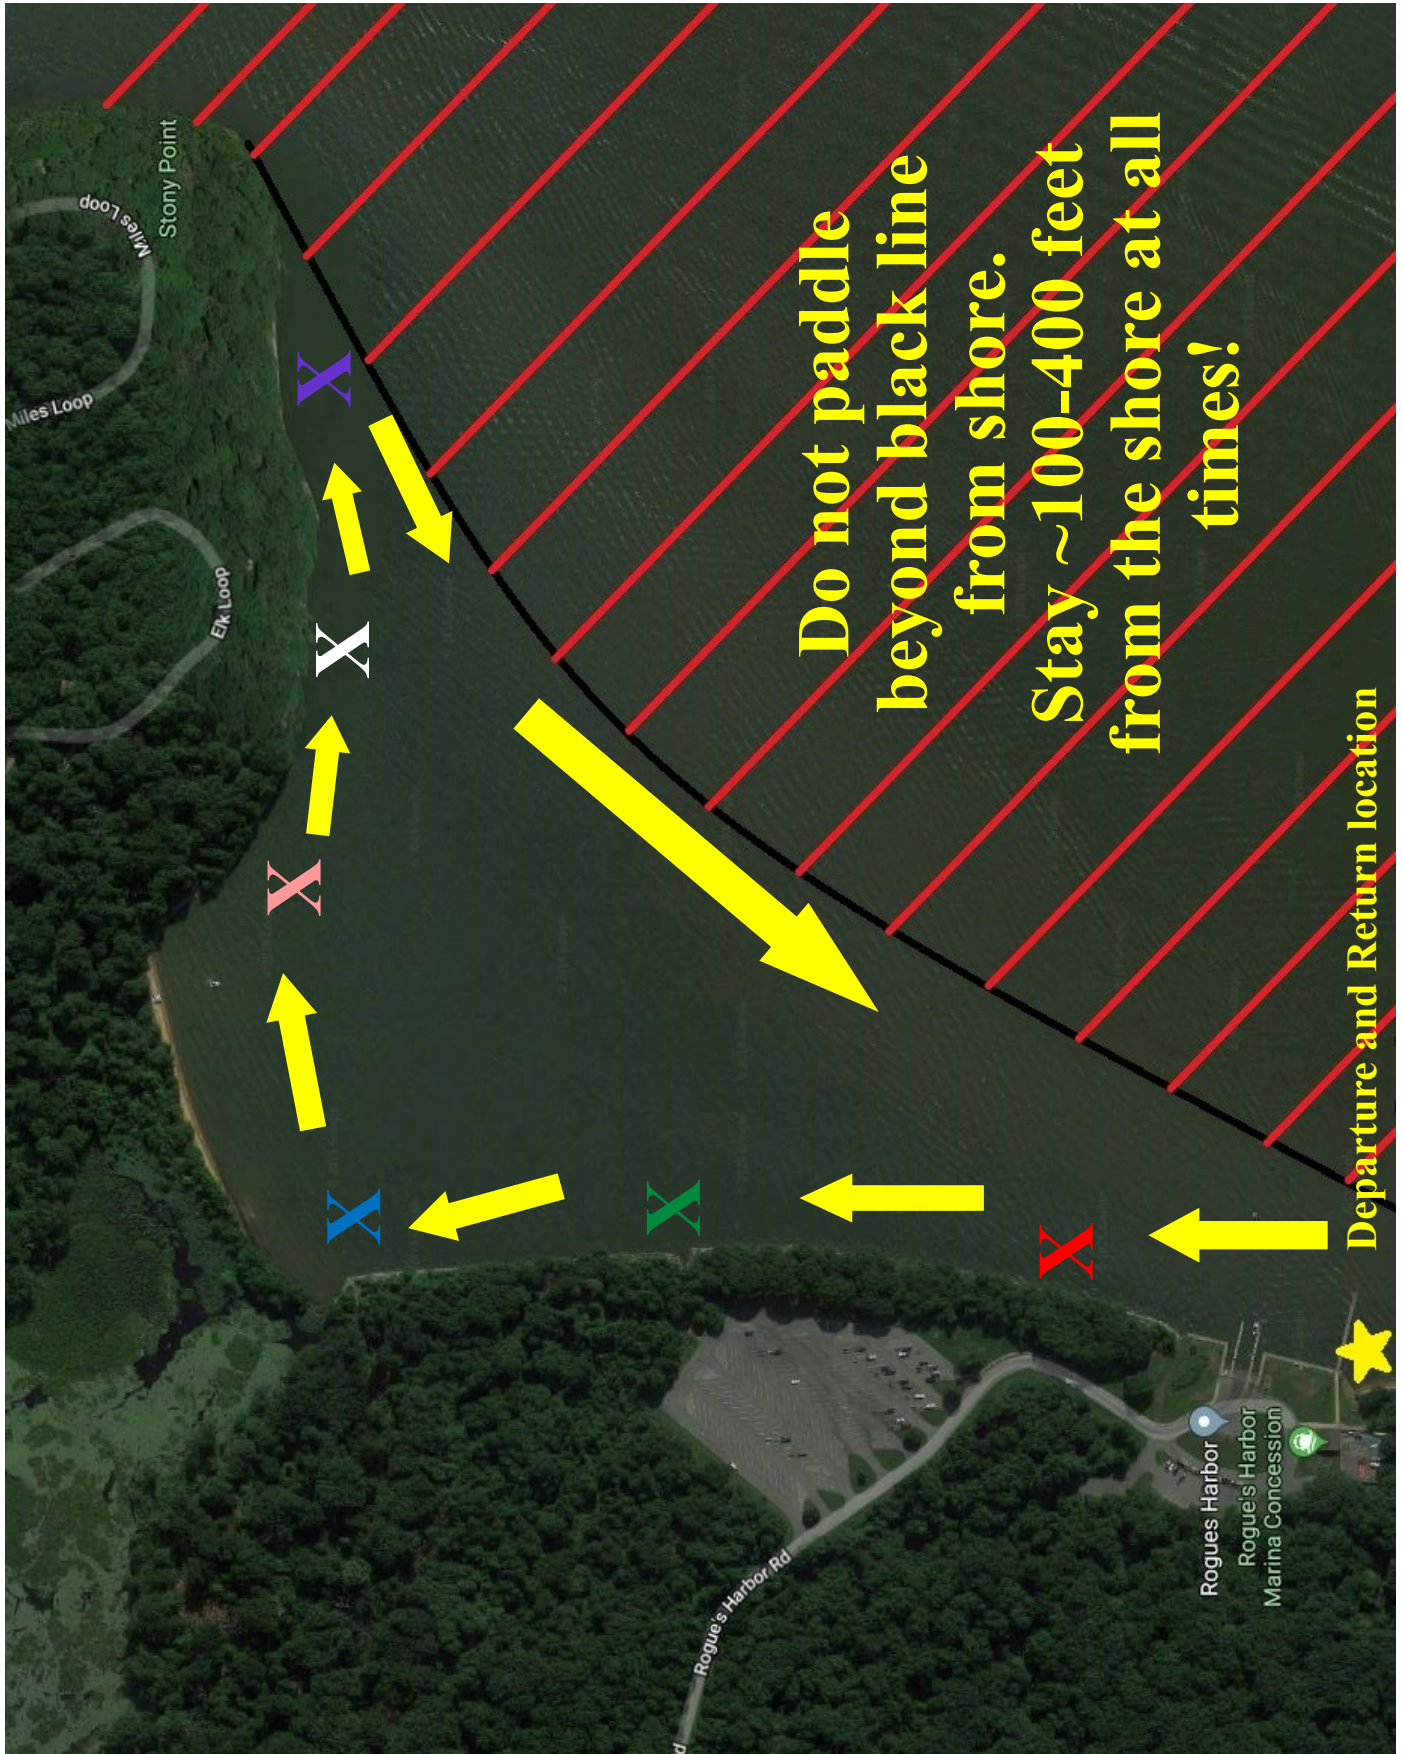 Stony Point
Miles Loop
Miles Loop
Elk Loop
X
X
X
X
X
X
Do not paddle
beyond black line
from shore.
Stay ~100-400 feet
from the shore at all
times!
Departure and Return location
Rogues Harbor
Rogue's Harbor
Marina Concession
Rogue's Harbor Rd
d